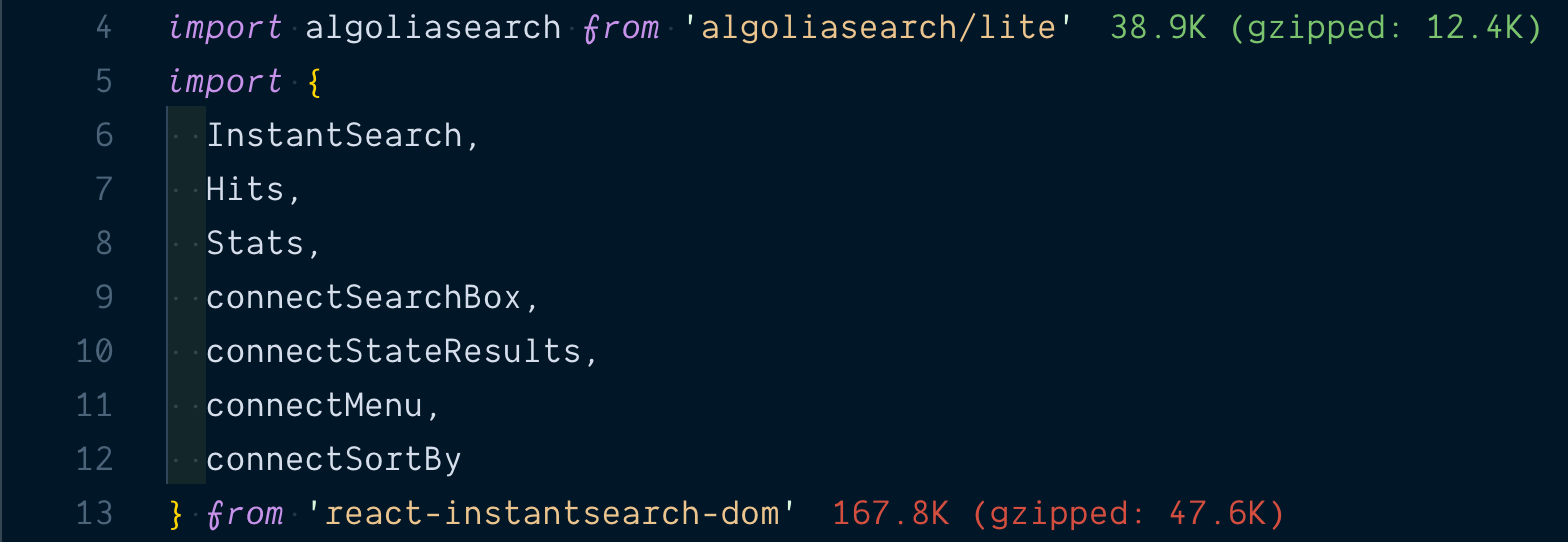 4 import algoliasearch from 'algoliasearch/lite' 38.9K (gzipped: 12.4K)
5 import {
6 InstantSearch,
7 Hits,
8 Stats,
9 connectSearchBox,
10 connectStateResults,
11 connectMenu,
12 connectSortBy
13 } from 'react-instantsearch-dom' 167.8K (gzipped: 47.6K)